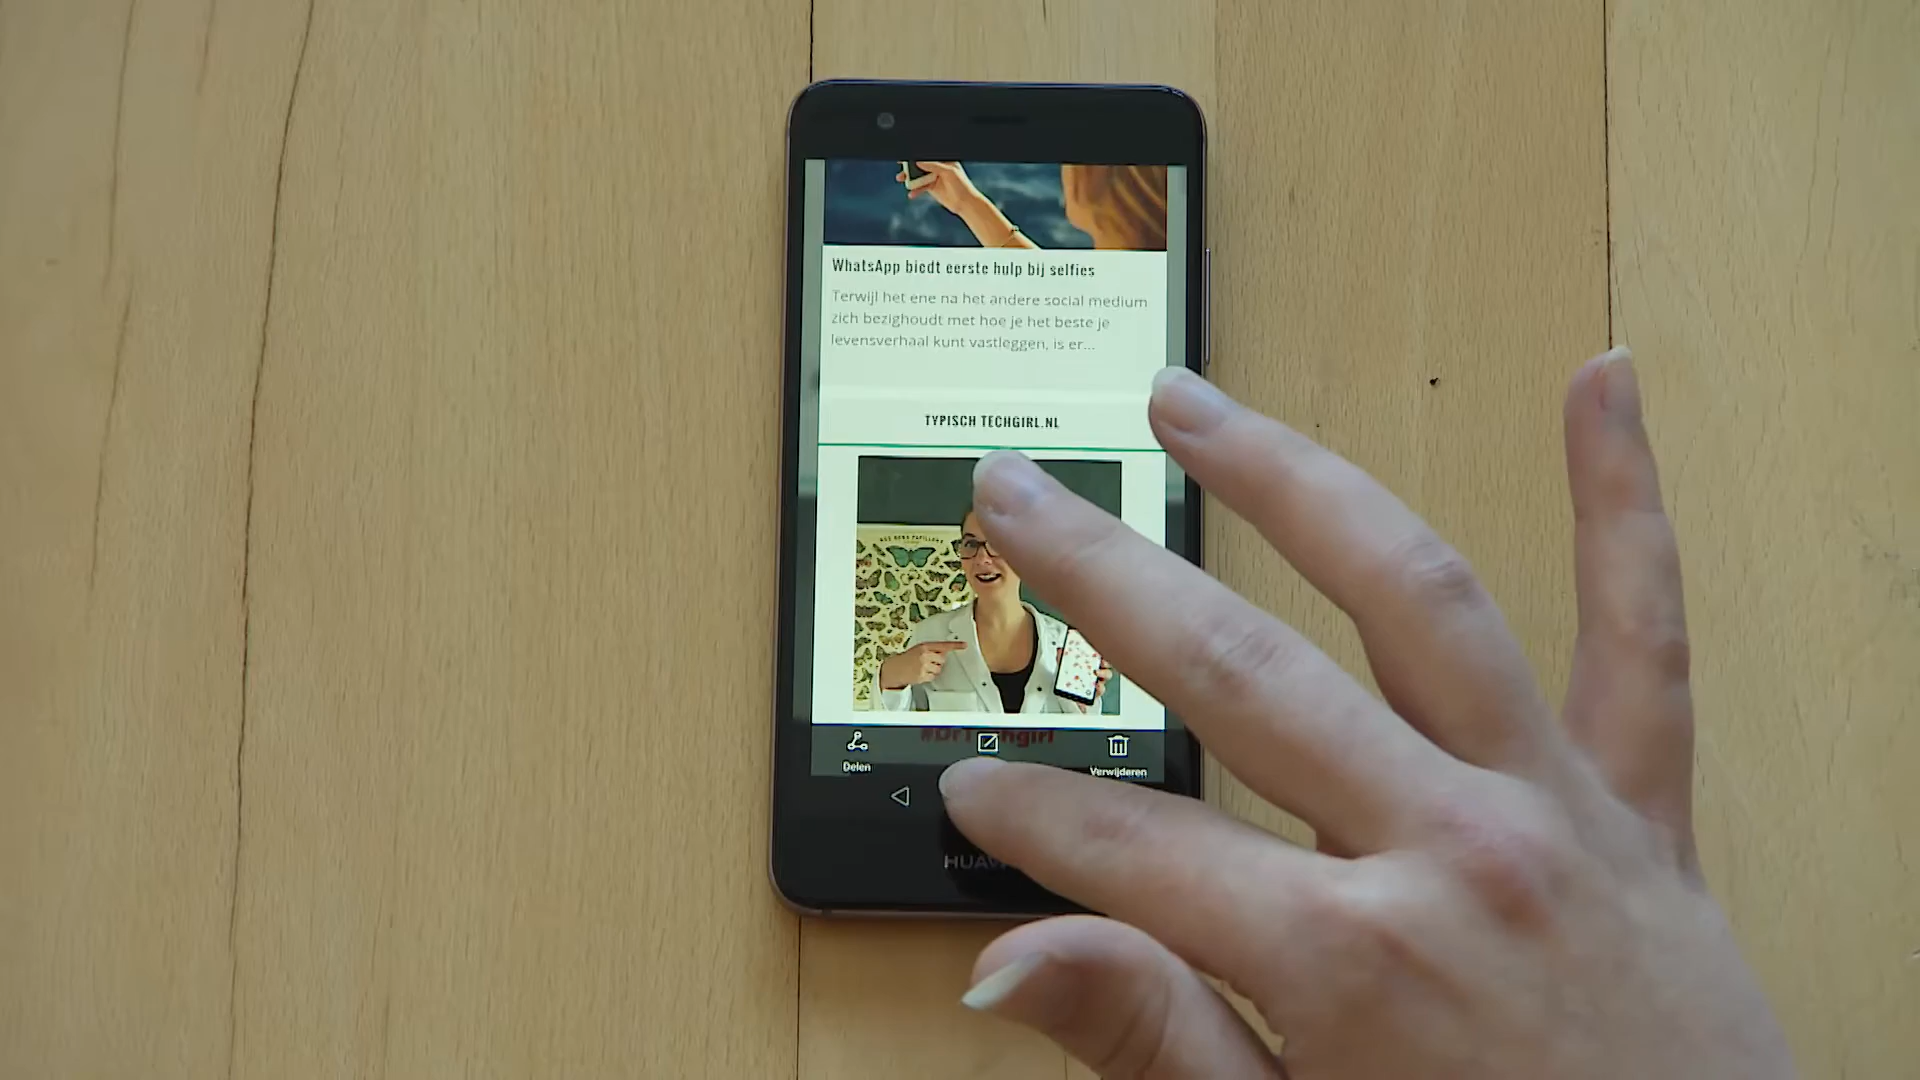 WhatsApp biedt eerste hulp bij selfies
Terwijl het ene na het andere social medium
zich bezighoudt met hoe je het beste je
levensverhaal kunt vastleggen, is er...
TYPISCH TECHGIRL.NL
Delen
Verwijderen